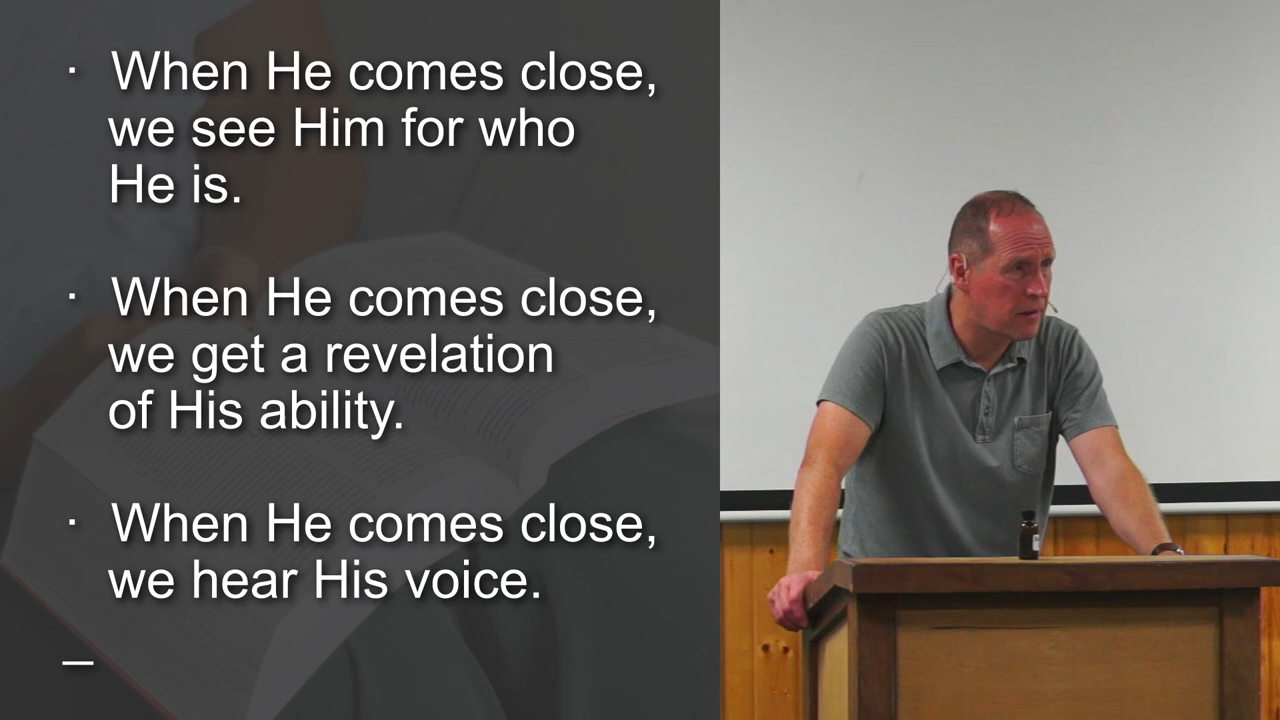 · When He comes close,
we see Him for who
He is.
· When He comes close,
we get a revelation
of His ability.
· When He comes close,
we hear His voice.
_